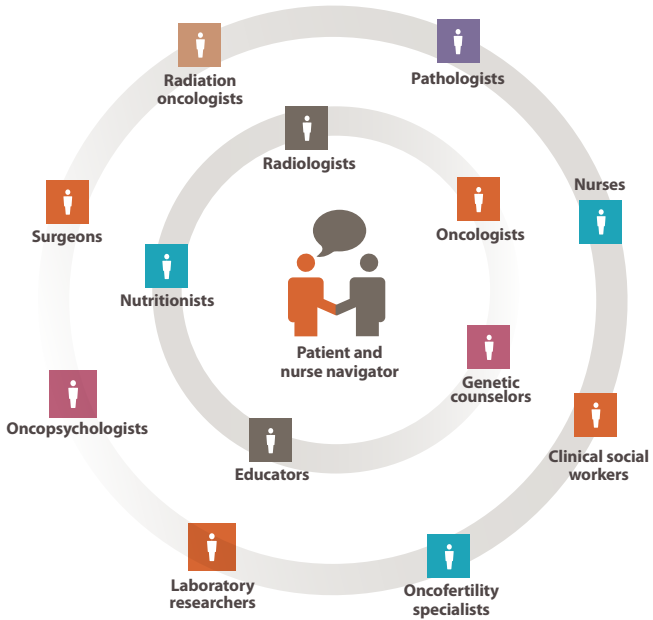 Radiation
oncologists
Pathologists
Radiologists
Nurses
Surgeons
Oncologists
Nutritionists
Patient and
nurse navigator
Genetic
counselors
Oncopsychologists
Educators
Clinical social
workers
Laboratory
researchers
Oncofertility
specialists